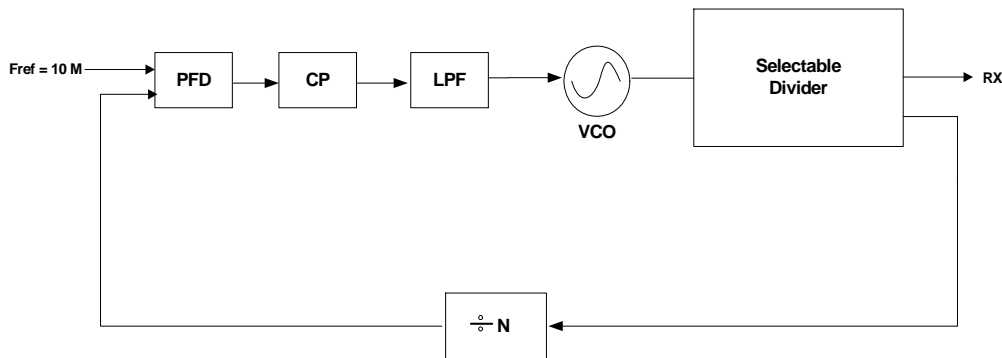 Fref = 10 M
PFD
CP
LPF
VCO
Selectable
Divider
RX
÷ N